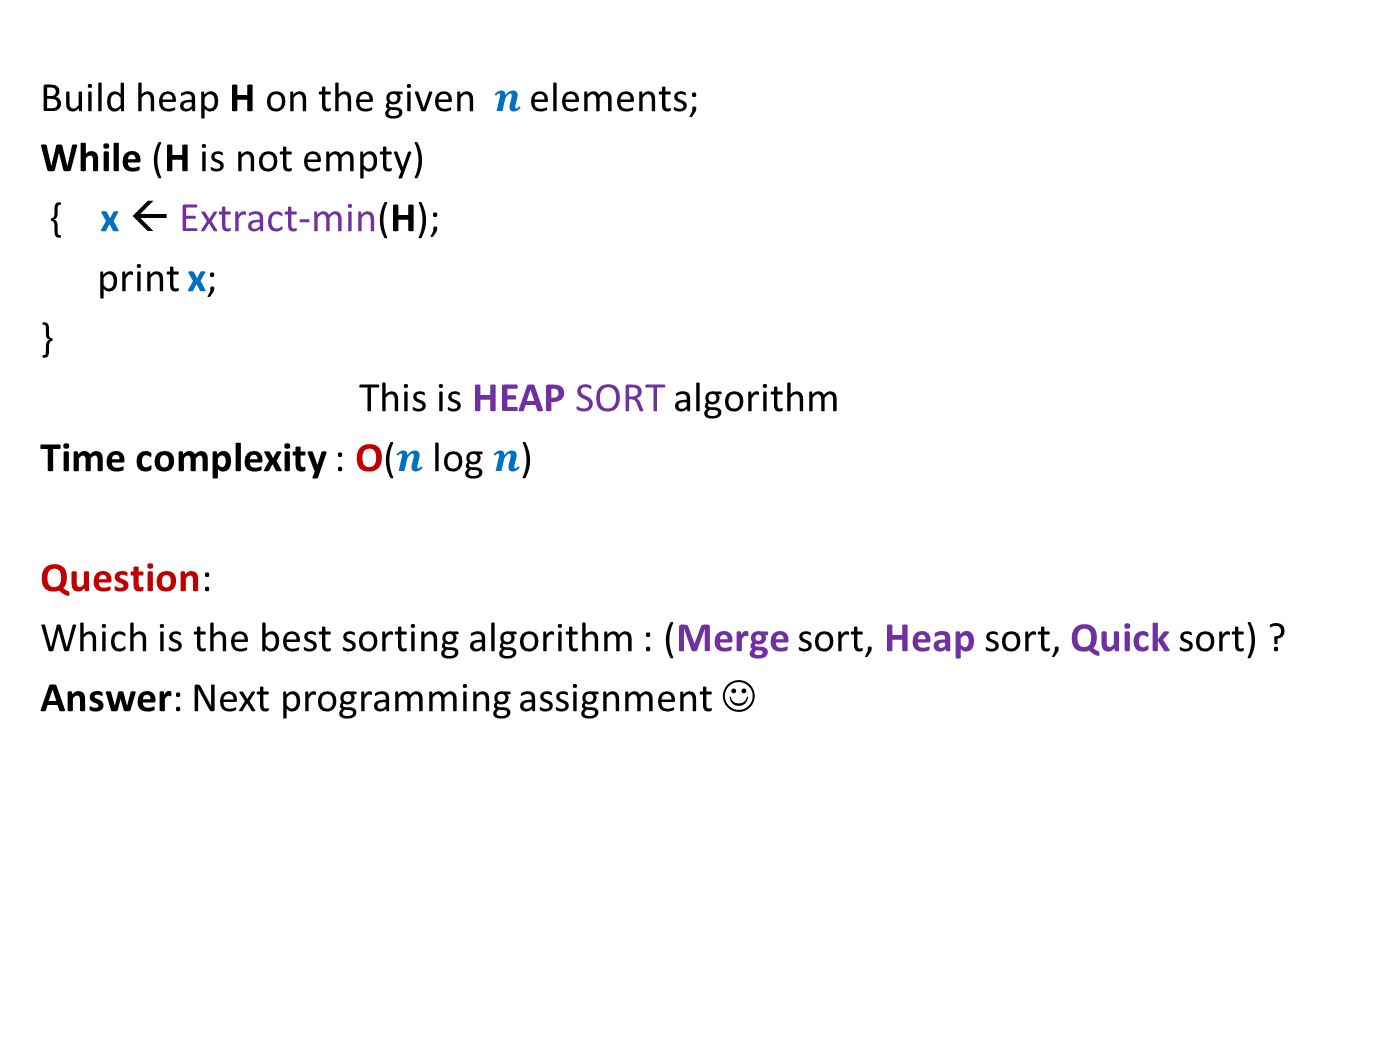 Build heap H on the given n elements;
While (H is not empty)
{ x ← Extract-min(H);
print x;
}
This is HEAP SORT algorithm
Time complexity : O(n log n)
Question:
Which is the best sorting algorithm : (Merge sort, Heap sort, Quick sort) ?
Answer: Next programming assignment ☺